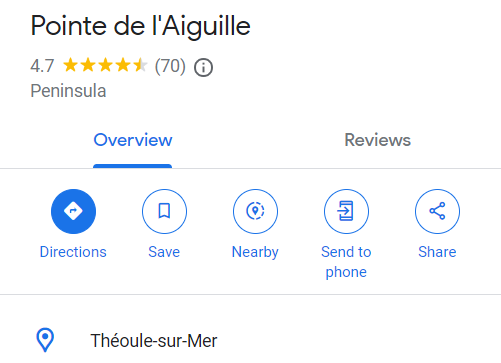 Pointe de l'Aiguille
4.7 (70)
Peninsula
Overview Reviews
Directions Save Nearby Send to phone Share
Théoule-sur-Mer